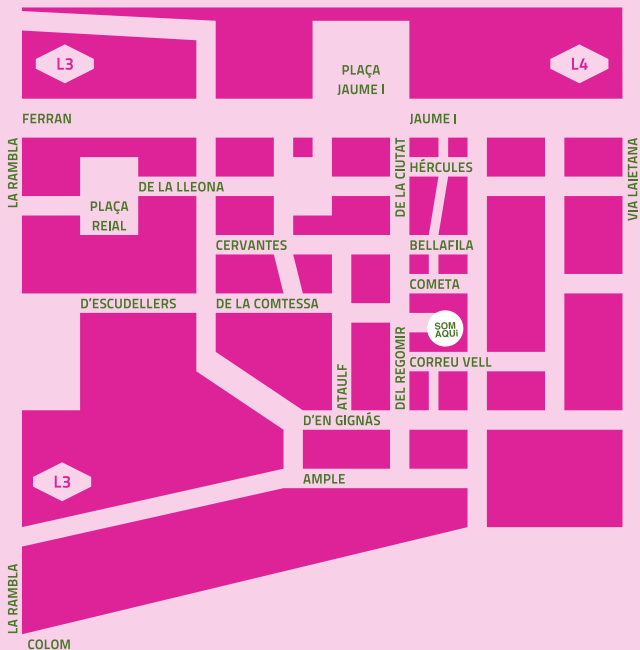 L3
L4
PLAÇA
JAUME I
FERRAN
JAUME I
LA RAMBLA
DE LA CIUTAT
VIA LAIETANA
HÉRCULES
DE LA LLEONA
PLAÇA
REIAL
CERVANTES
BELLAFILA
COMETA
D'ESCUDELLERS
DE LA COMTESSA
SOM
AQUÍ
DEL REGOMIR
CORREU VELL
ATAULF
D'EN GIGNÁS
L3
AMPLE
LA RAMBLA
COLOM